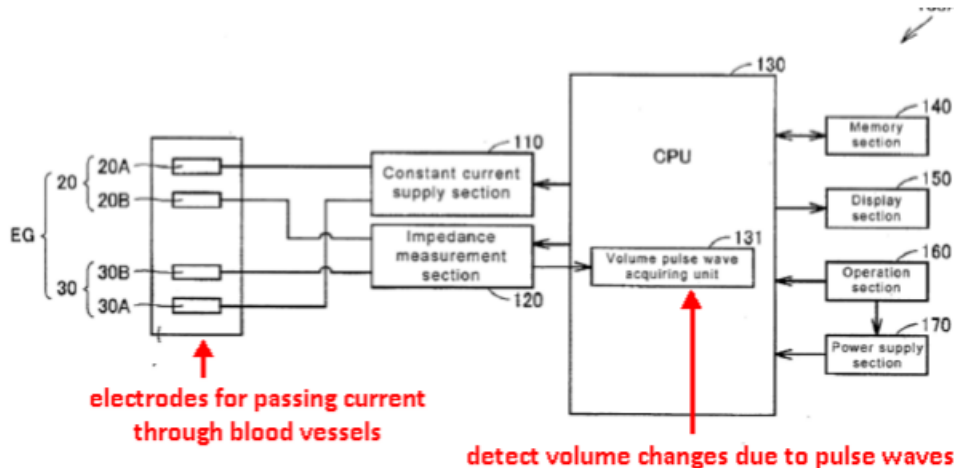 130
140
Memory
section
CPU
110
Constant current
supply section
20A
20
20B
150
Display
section
EG
Impedance
measurement
section
131
Volume pulse wave
acquiring unit
160
Operation
section
30B
30
30A
120
170
Power supply
section
electrodes for passing current
through blood vessels
detect volume changes due to pulse waves